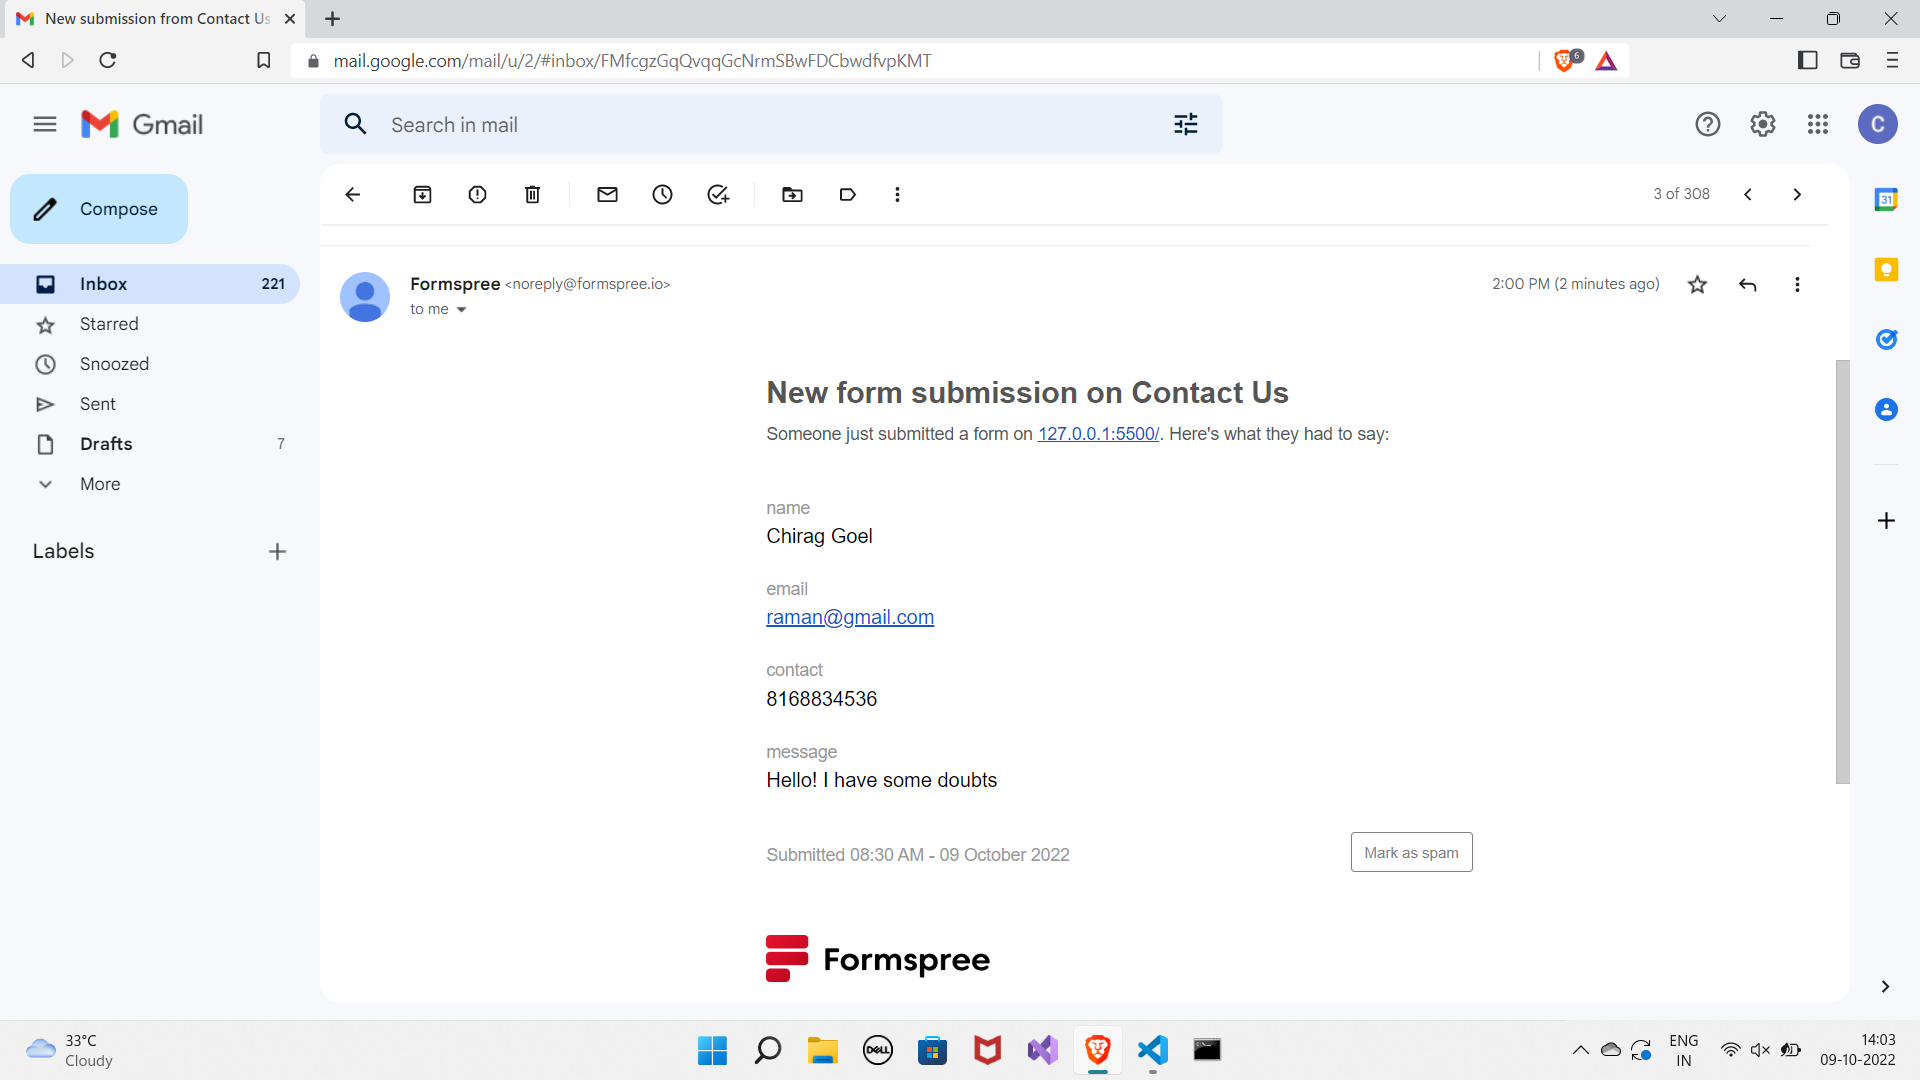 New submission from Contact Us
mail.google.com/mail/u/2/#inbox/FMfcgzGqQvqqGcNrmSBwFDCbwdfvpKMT
6
Gmail
Search in mail
C
Compose
3 of 308
31
Inbox 221
Starred
Snoozed
Sent
Drafts 7
More
Labels
Formspree <noreply@formspree.io>
2:00 PM (2 minutes ago)
to me
New form submission on Contact Us
Someone just submitted a form on 127.0.0.1:5500/. Here's what they had to say:
name
Chirag Goel
email
raman@gmail.com
contact
8168834536
message
Hello! I have some doubts
Submitted 08:30 AM - 09 October 2022
Mark as spam
Formspree
33°C
Cloudy
DELL
ENG
IN
14:03
09-10-2022